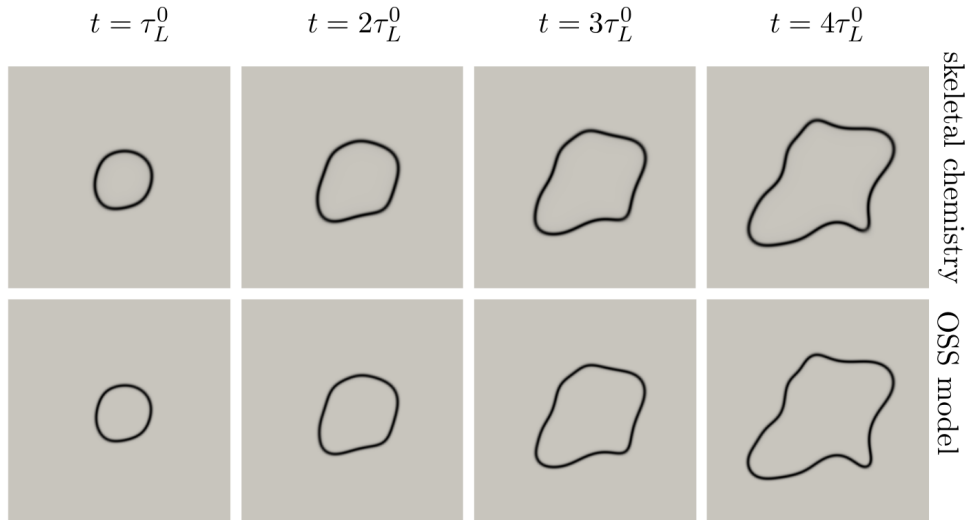 t = τ_L^0
t = 2τ_L^0
t = 3τ_L^0
t = 4τ_L^0
skeletal chemistry
OSS model